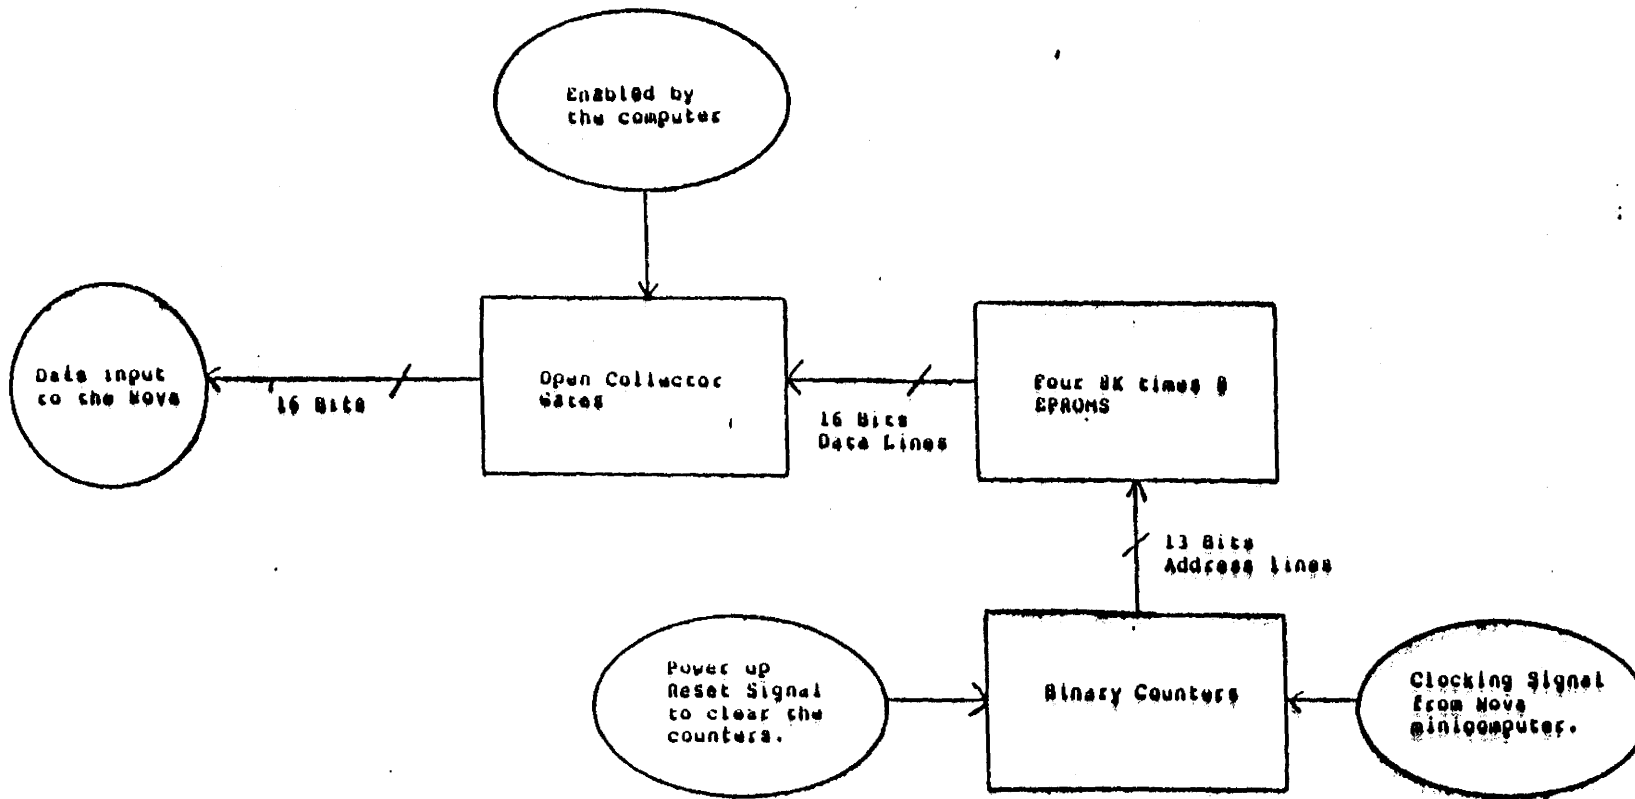 Enabled by
the computer
Data input
to the Nova
16 Bits
Open Collector
Gates
16 Bits
Data Lines
Four 8K times 8
EPROMS
13 Bits
Address lines
Power up
Reset Signal
to clear the
counters.
Binary Counters
Clocking Signal
from Nova
minicomputer.